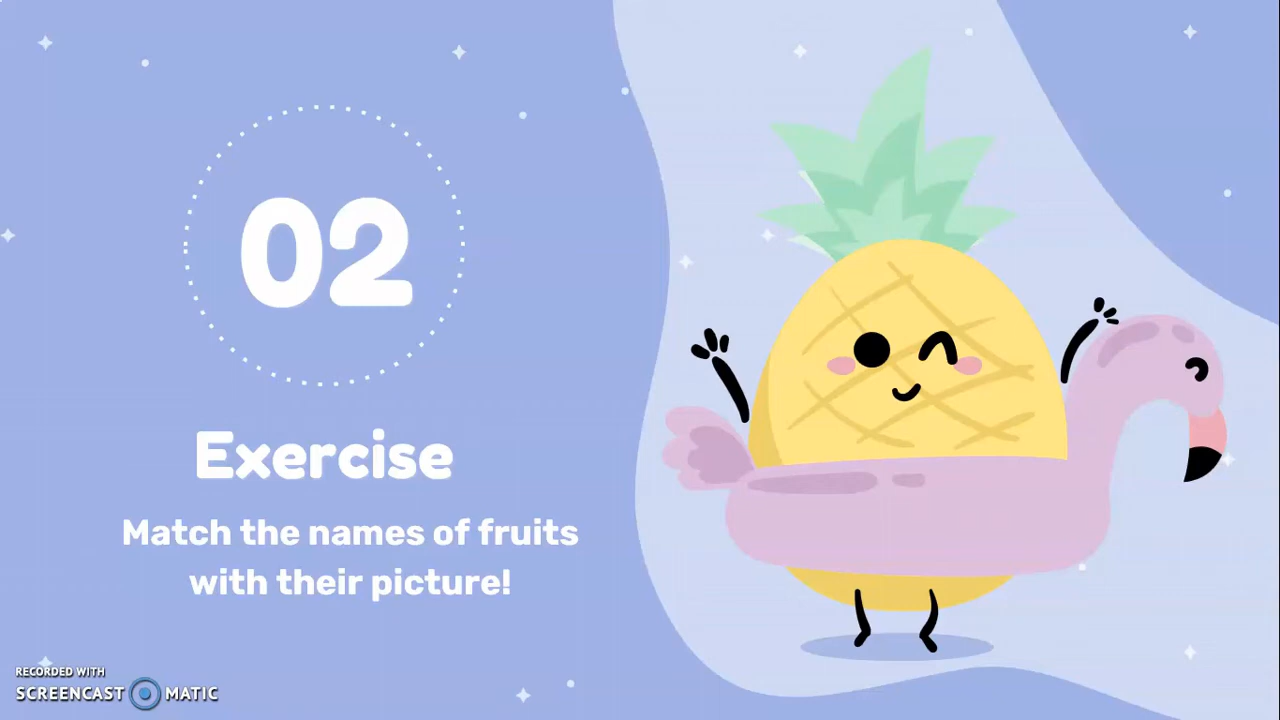 02
Exercise
Match the names of fruits
with their picture!
RECORDED WITH
SCREENCAST MATIC